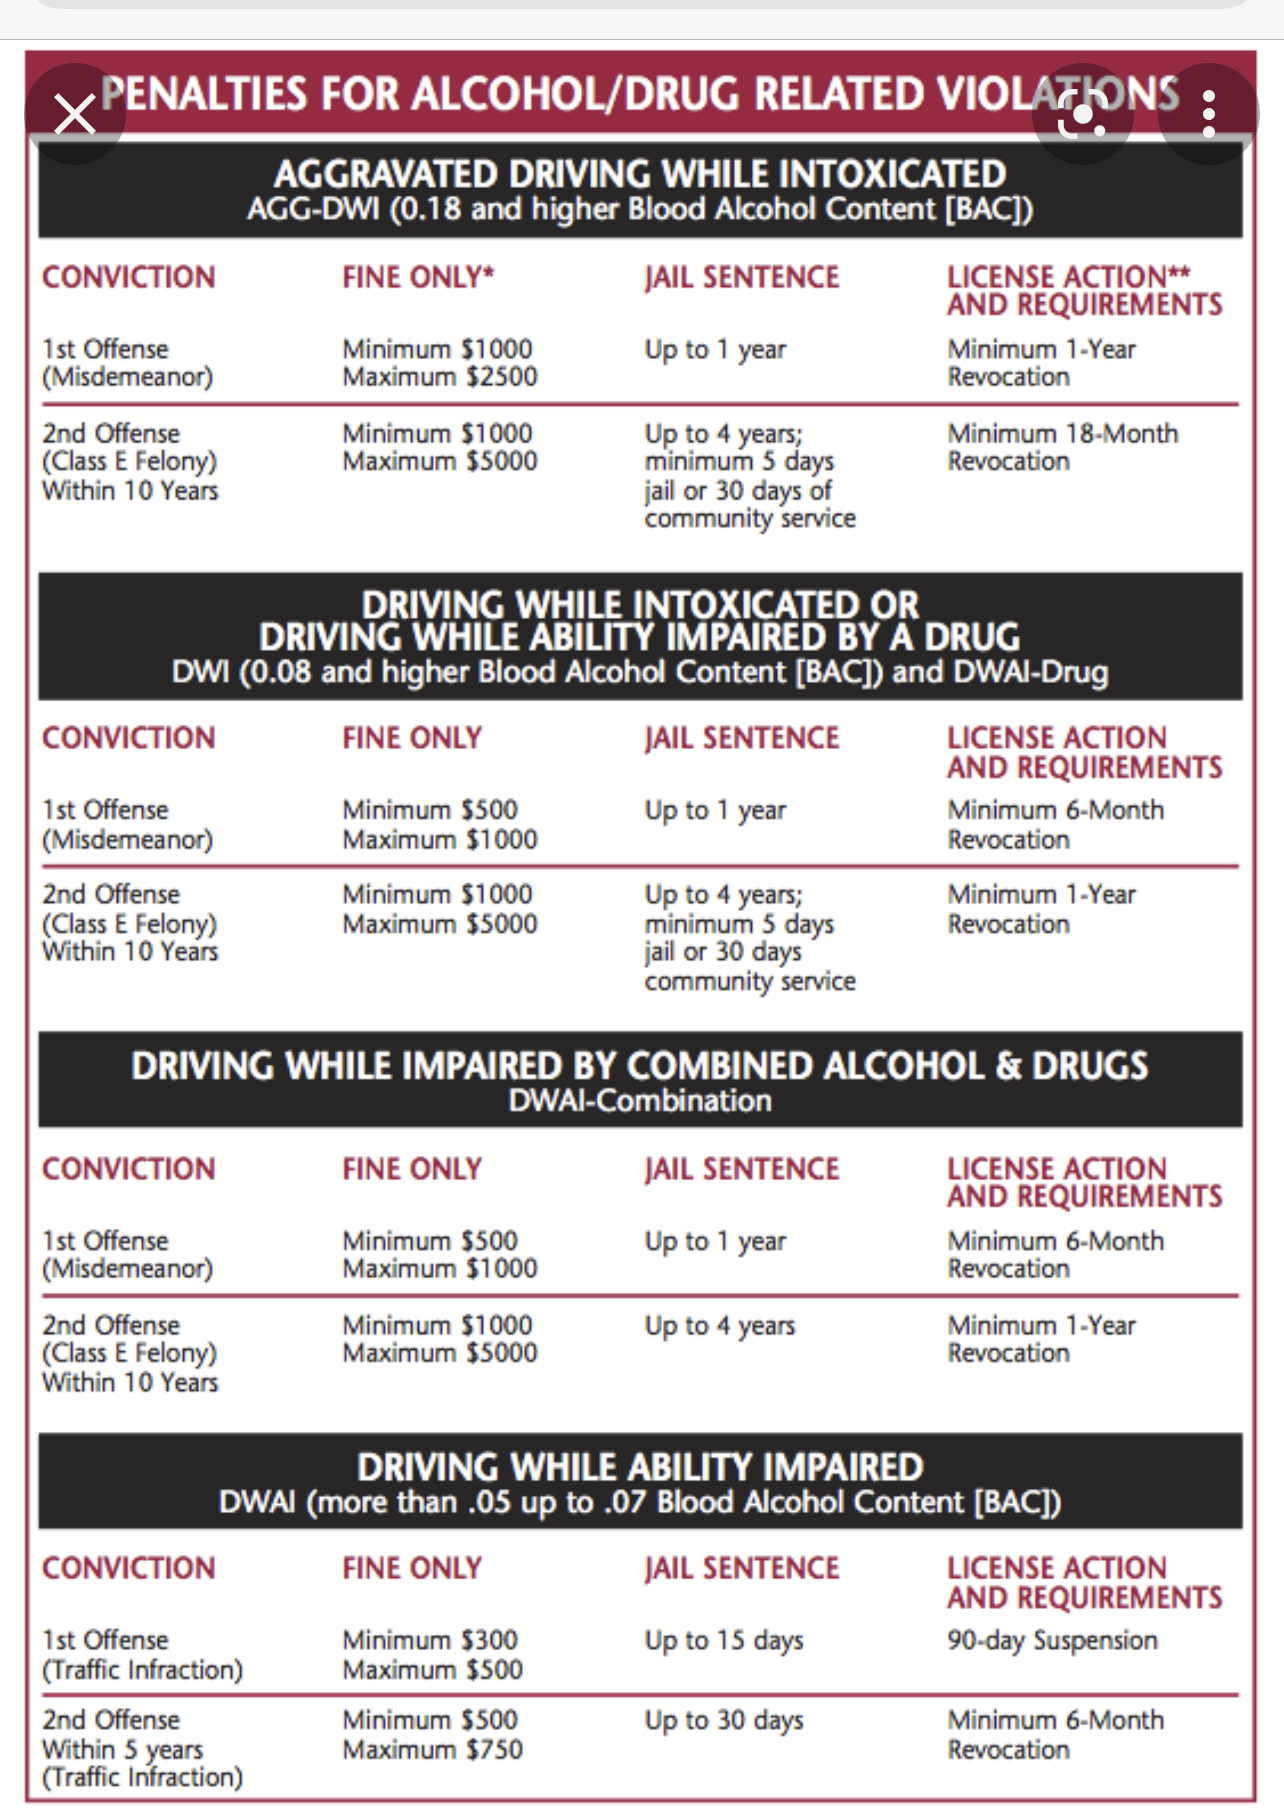 PENALTIES FOR ALCOHOL/DRUG RELATED VIOLATIONS
AGGRAVATED DRIVING WHILE INTOXICATED
AGG-DWI (0.18 and higher Blood Alcohol Content [BAC])
CONVICTION FINE ONLY* JAIL SENTENCE LICENSE ACTION**
AND REQUIREMENTS
1st Offense Minimum $1000 Up to 1 year Minimum 1-Year
(Misdemeanor) Maximum $2500 Revocation
2nd Offense Minimum $1000 Up to 4 years; Minimum 18-Month
(Class E Felony) Maximum $5000 minimum 5 days Revocation
Within 10 Years jail or 30 days of
community service
DRIVING WHILE INTOXICATED OR
DRIVING WHILE ABILITY IMPAIRED BY A DRUG
DWI (0.08 and higher Blood Alcohol Content [BAC]) and DWAI-Drug
CONVICTION FINE ONLY JAIL SENTENCE LICENSE ACTION
AND REQUIREMENTS
1st Offense Minimum $500 Up to 1 year Minimum 6-Month
(Misdemeanor) Maximum $1000 Revocation
2nd Offense Minimum $1000 Up to 4 years; Minimum 1-Year
(Class E Felony) Maximum $5000 minimum 5 days Revocation
Within 10 Years jail or 30 days
community service
DRIVING WHILE IMPAIRED BY COMBINED ALCOHOL & DRUGS
DWAI-Combination
CONVICTION FINE ONLY JAIL SENTENCE LICENSE ACTION
AND REQUIREMENTS
1st Offense Minimum $500 Up to 1 year Minimum 6-Month
(Misdemeanor) Maximum $1000 Revocation
2nd Offense Minimum $1000 Up to 4 years Minimum 1-Year
(Class E Felony) Maximum $5000 Revocation
Within 10 Years
DRIVING WHILE ABILITY IMPAIRED
DWAI (more than .05 up to .07 Blood Alcohol Content [BAC])
CONVICTION FINE ONLY JAIL SENTENCE LICENSE ACTION
AND REQUIREMENTS
1st Offense Minimum $300 Up to 15 days 90-day Suspension
(Traffic Infraction) Maximum $500
2nd Offense Minimum $500 Up to 30 days Minimum 6-Month
Within 5 years Maximum $750 Revocation
(Traffic Infraction)